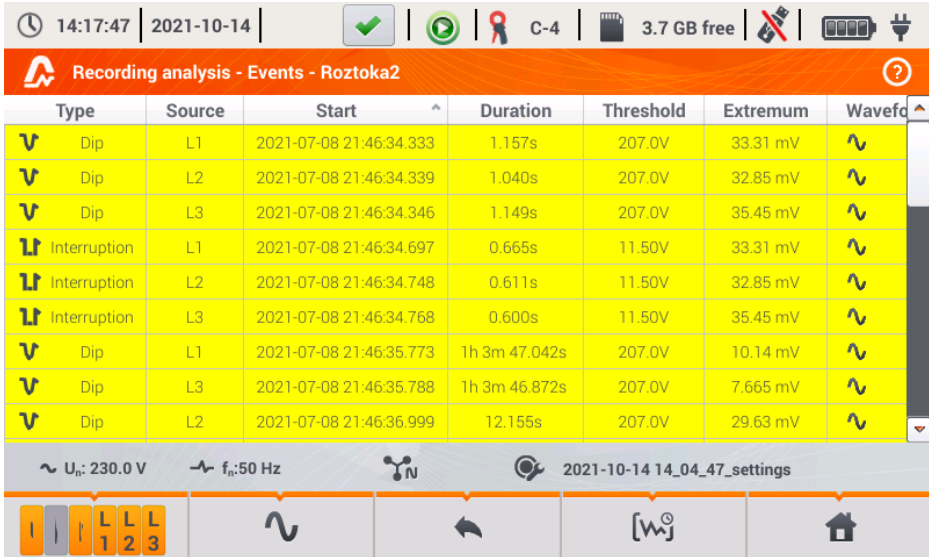 14:17:47 2021-10-14 C-4 3.7 GB free
Recording analysis - Events - Roztoka2 ?
Type Source Start Duration Threshold Extremum Wavefo
Dip L1 2021-07-08 21:46:34.333 1.157s 207.0V 33.31 mV
Dip L2 2021-07-08 21:46:34.339 1.040s 207.0V 32.85 mV
Dip L3 2021-07-08 21:46:34.346 1.149s 207.0V 35.45 mV
Interruption L1 2021-07-08 21:46:34.697 0.665s 11.50V 33.31 mV
Interruption L2 2021-07-08 21:46:34.748 0.611s 11.50V 32.85 mV
Interruption L3 2021-07-08 21:46:34.768 0.600s 11.50V 35.45 mV
Dip L1 2021-07-08 21:46:35.773 1h 3m 47.042s 207.0V 10.14 mV
Dip L3 2021-07-08 21:46:35.788 1h 3m 46.872s 207.0V 7.665 mV
Dip L2 2021-07-08 21:46:36.999 12.155s 207.0V 29.63 mV
Un: 230.0 V fn:50 Hz N 2021-10-14 14_04_47_settings
L1 L2 L3